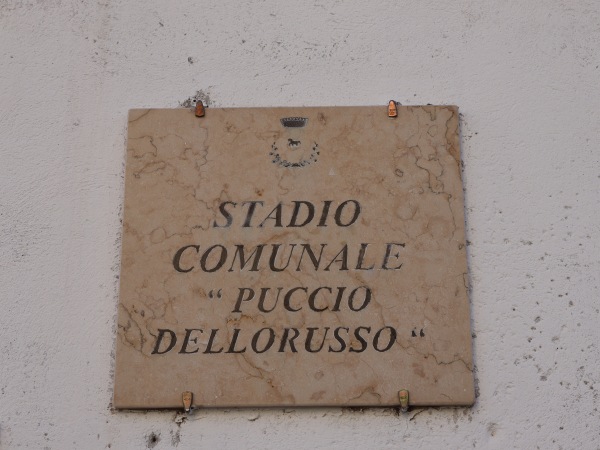 STADIO
COMUNALE
“ PUCCIO
DELLORUSSO “